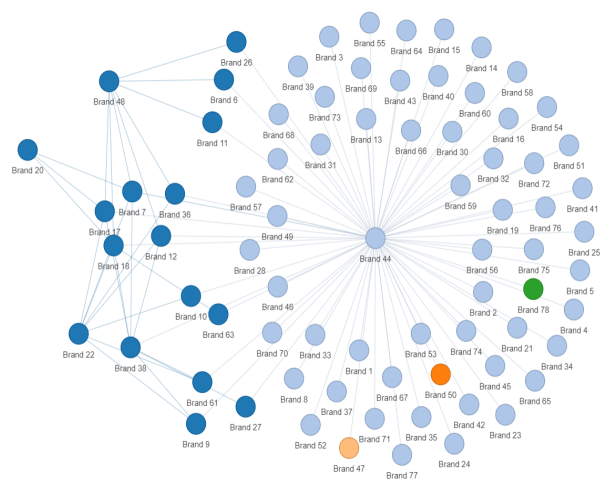 Brand 55
Brand 64
Brand 15
Brand 3
Brand 26
Brand 14
Brand 39
Brand 69
Brand 43
Brand 40
Brand 58
Brand 48
Brand 6
Brand 73
Brand 60
Brand 68
Brand 13
Brand 54
Brand 11
Brand 66
Brand 30
Brand 16
Brand 31
Brand 51
Brand 20
Brand 62
Brand 32
Brand 72
Brand 57
Brand 7
Brand 36
Brand 59
Brand 41
Brand 17
Brand 49
Brand 19
Brand 76
Brand 25
Brand 12
Brand 18
Brand 44
Brand 28
Brand 56
Brand 75
Brand 5
Brand 46
Brand 10
Brand 2
Brand 78
Brand 4
Brand 63
Brand 22
Brand 70
Brand 33
Brand 53
Brand 74
Brand 21
Brand 34
Brand 38
Brand 1
Brand 45
Brand 61
Brand 8
Brand 67
Brand 50
Brand 65
Brand 27
Brand 37
Brand 42
Brand 9
Brand 52
Brand 71
Brand 35
Brand 23
Brand 47
Brand 77
Brand 24